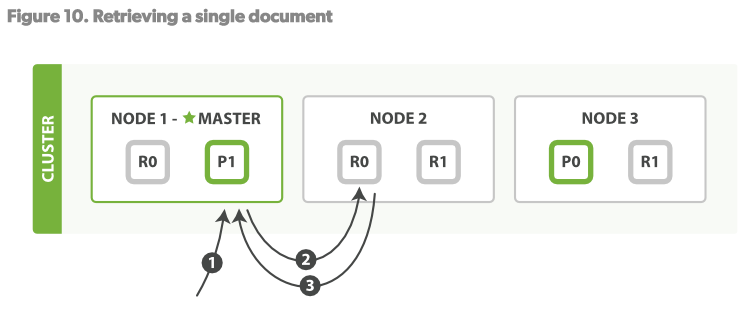 Figure 10. Retrieving a single document
CLUSTER
NODE 1 - ★ MASTER
R0
P1
NODE 2
R0
R1
NODE 3
P0
R1
1
2
3